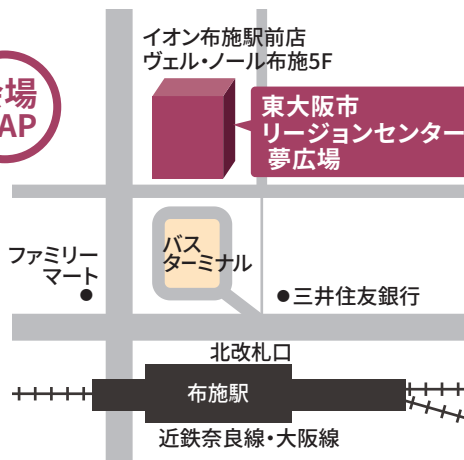 イオン布施駅前店
ヴェル・ノール布施5F
場
AP
東大阪市
リージョンセンター
夢広場
バス
ターミナル
ファミリー
マート
●三井住友銀行
北改札口
布施駅
近鉄奈良線・大阪線